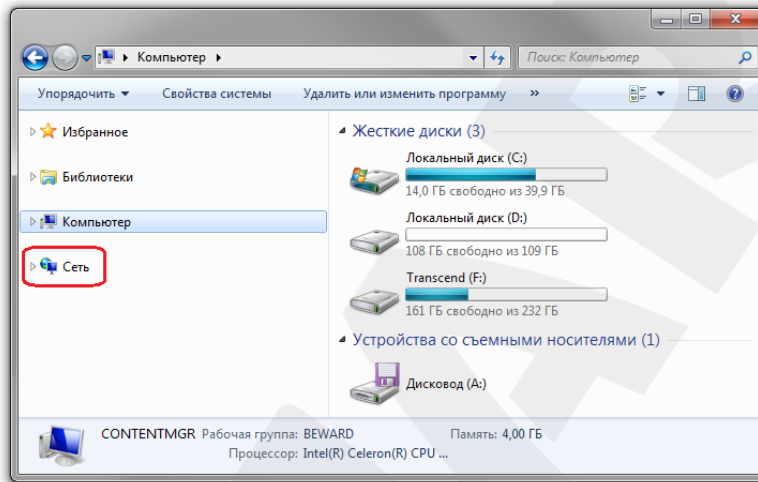 Компьютер
Поиск: Компьютер
Упорядочить Свойства системы Удалить или изменить программу »
Избранное
Библиотеки
Компьютер
Сеть
Жесткие диски (3)
Локальный диск (C:)
14,0 ГБ свободно из 39,9 ГБ
Локальный диск (D:)
108 ГБ свободно из 109 ГБ
Transcend (F:)
161 ГБ свободно из 232 ГБ
Устройства со съемными носителями (1)
Дисковод (A:)
CONTENTMGR Рабочая группа: BEWARD Память: 4,00 ГБ
Процессор: Intel(R) Celeron(R) CPU ...